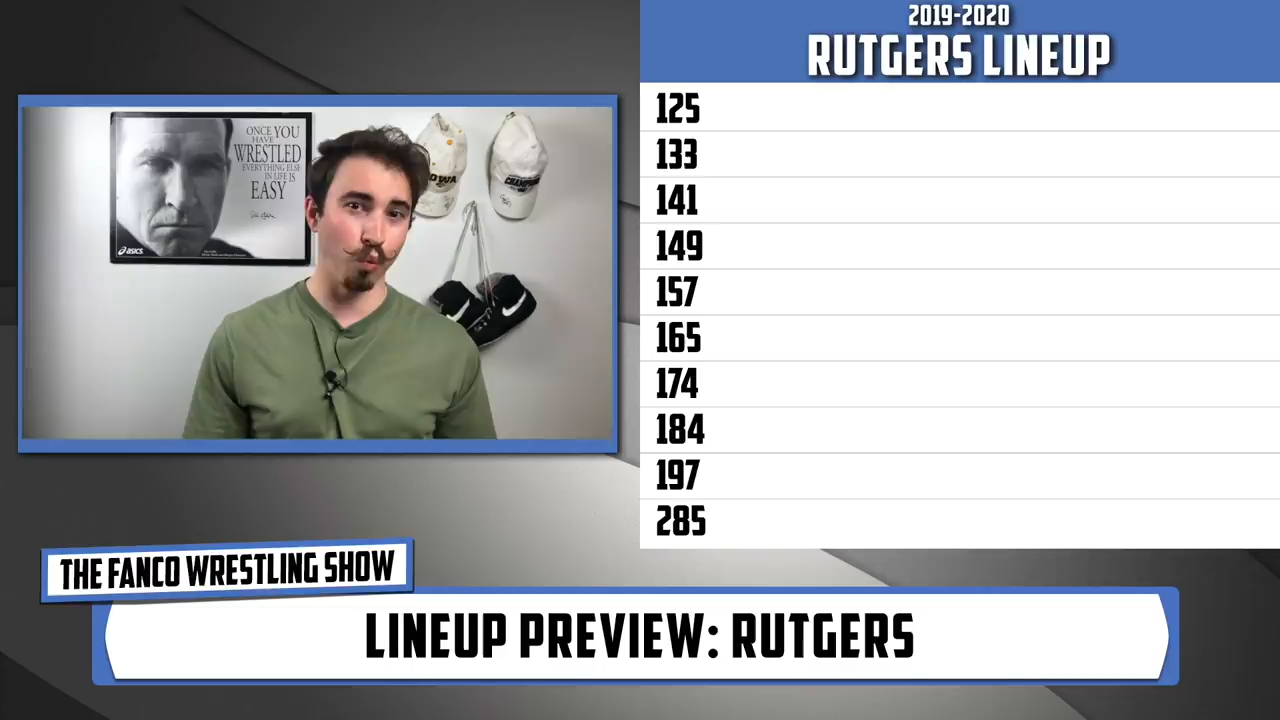 2019-2020
RUTGERS LINEUP
125
133
141
149
157
165
174
184
197
285
ONCE YOU
HAVE
WRESTLED
EVERYTHING ELSE
IN LIFE IS
EASY
asics
THE FANCO WRESTLING SHOW
LINEUP PREVIEW: RUTGERS